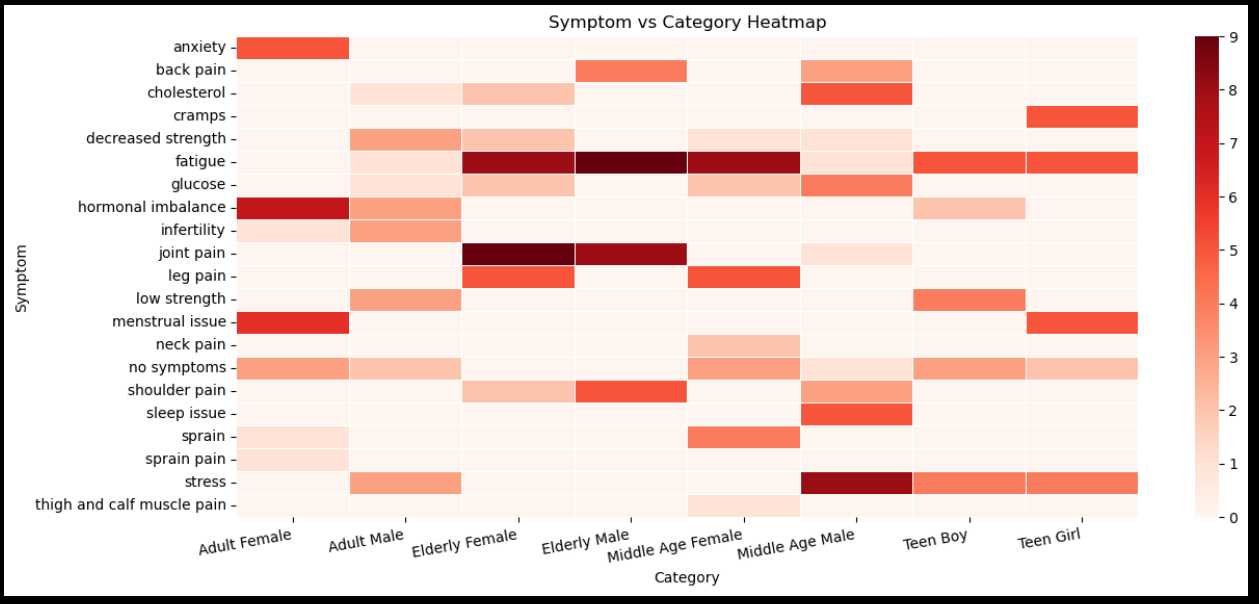 Symptom vs Category Heatmap
anxiety
back pain
cholesterol
cramps
decreased strength
fatigue
glucose
hormonal imbalance
infertility
joint pain
leg pain
low strength
menstrual issue
neck pain
no symptoms
shoulder pain
sleep issue
sprain
sprain pain
stress
thigh and calf muscle pain
Symptom
Adult Female
Adult Male
Elderly Female
Elderly Male
Middle Age Female
Middle Age Male
Teen Boy
Teen Girl
Category
9
8
7
6
5
4
3
2
1
0